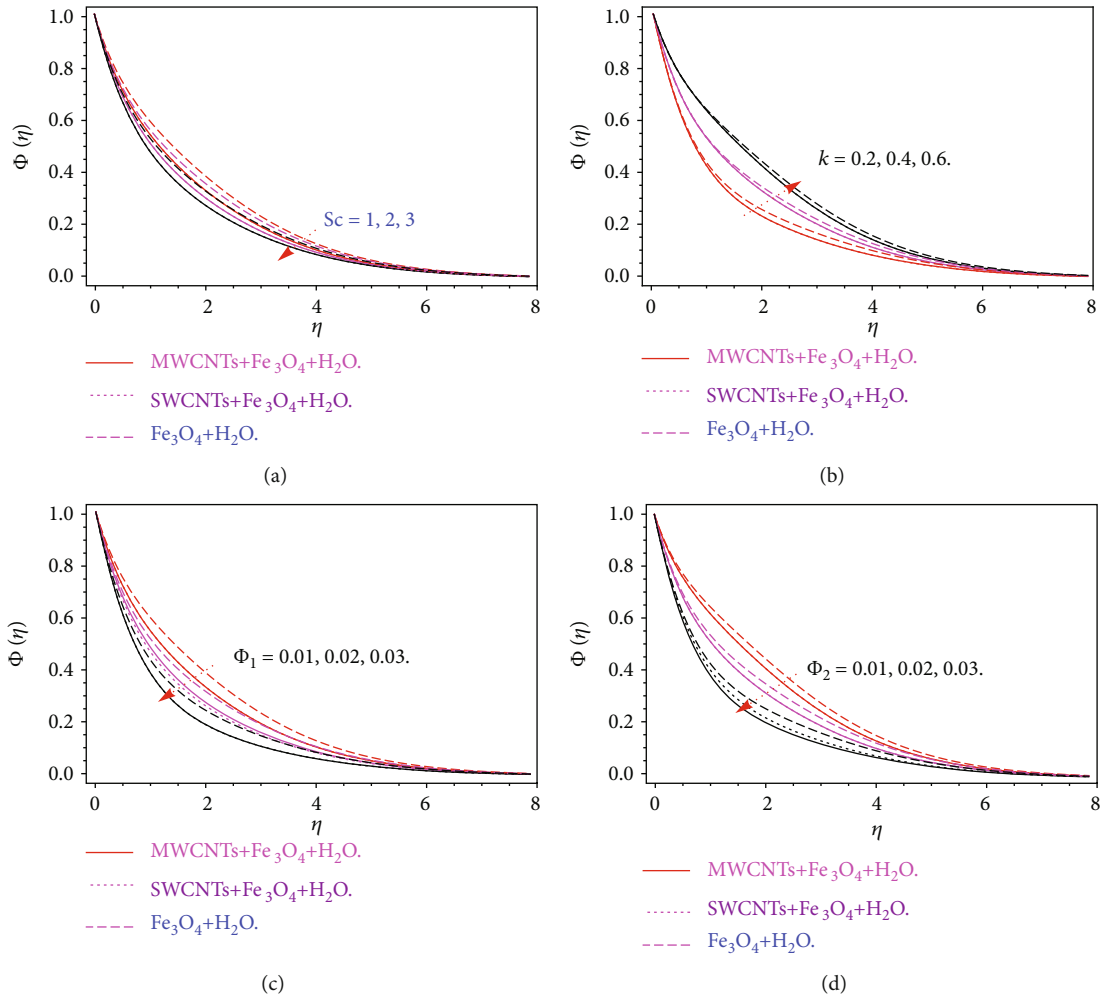 1.0
0.8
0.6
0.4
0.2
0.0
Φ (η)
Sc = 1, 2, 3
0 2 4 6 8
η
MWCNTs+Fe₃O₄+H₂O.
SWCNTs+Fe₃O₄+H₂O.
Fe₃O₄+H₂O.
(a)
1.0
0.8
0.6
0.4
0.2
0.0
Φ (η)
k = 0.2, 0.4, 0.6.
0 2 4 6 8
η
MWCNTs+Fe₃O₄+H₂O.
SWCNTs+Fe₃O₄+H₂O.
Fe₃O₄+H₂O.
(b)
1.0
0.8
0.6
0.4
0.2
0.0
Φ (η)
Φ₁ = 0.01, 0.02, 0.03.
0 2 4 6 8
η
MWCNTs+Fe₃O₄+H₂O.
SWCNTs+Fe₃O₄+H₂O.
Fe₃O₄+H₂O.
(c)
1.0
0.8
0.6
0.4
0.2
0.0
Φ (η)
Φ₂ = 0.01, 0.02, 0.03.
0 2 4 6 8
η
MWCNTs+Fe₃O₄+H₂O.
SWCNTs+Fe₃O₄+H₂O.
Fe₃O₄+H₂O.
(d)